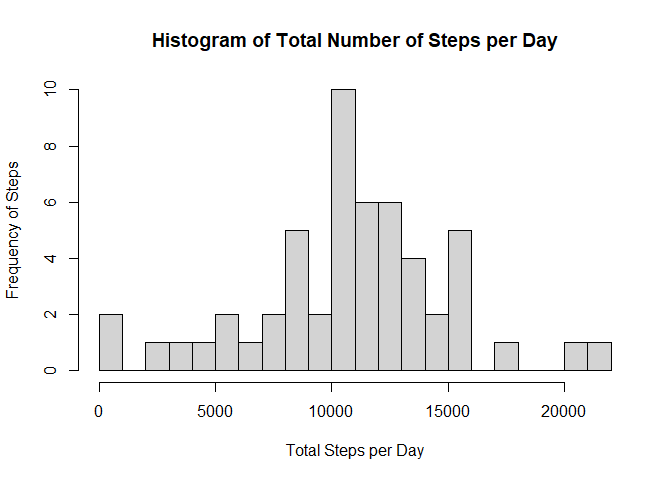 Histogram of Total Number of Steps per Day
Frequency of Steps
10
8
6
4
2
0
0 5000 10000 15000 20000
Total Steps per Day